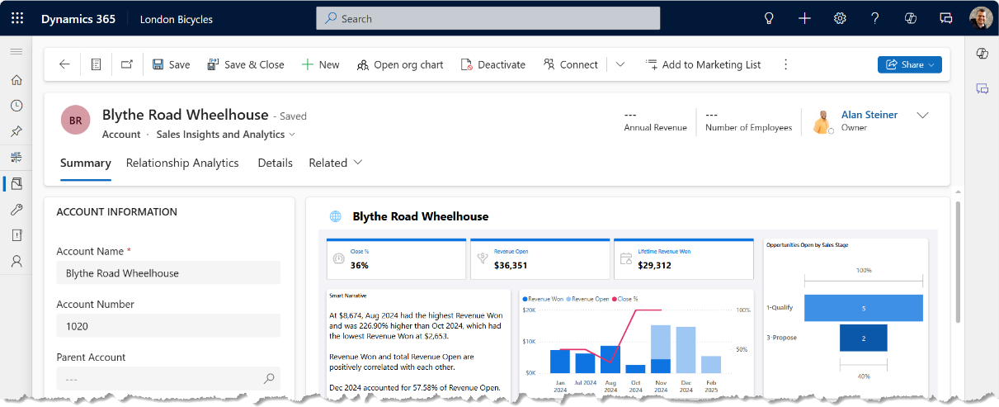 Dynamics 365
London Bicycles
Search
Save
Save & Close
New
Open org chart
Deactivate
Connect
Add to Marketing List
Share
BR
Blythe Road Wheelhouse - Saved
Account · Sales Insights and Analytics
---
Annual Revenue
---
Number of Employees
Alan Steiner
Owner
Summary
Relationship Analytics
Details
Related
ACCOUNT INFORMATION
Account Name *
Blythe Road Wheelhouse
Account Number
1020
Parent Account
---
Blythe Road Wheelhouse
Close %
36%
Revenue Open
$36,351
Lifetime Revenue Won
$29,312
Smart Narrative
At $8,674, Aug 2024 had the highest Revenue Won
and was 226.90% higher than Oct 2024, which had
the lowest Revenue Won at $2,653.
Revenue Won and total Revenue Open are
positively correlated with each other.
Dec 2024 accounted for 57.58% of Revenue Open.
Revenue Won Revenue Open Close %
$20K
$10K
$0K
100%
50%
Jan 2024
Jul 2024
Aug 2024
Oct 2024
Nov 2024
Dec 2024
Feb 2025
Opportunities Open by Sales Stage
100%
1-Qualify
5
3-Propose
2
40%